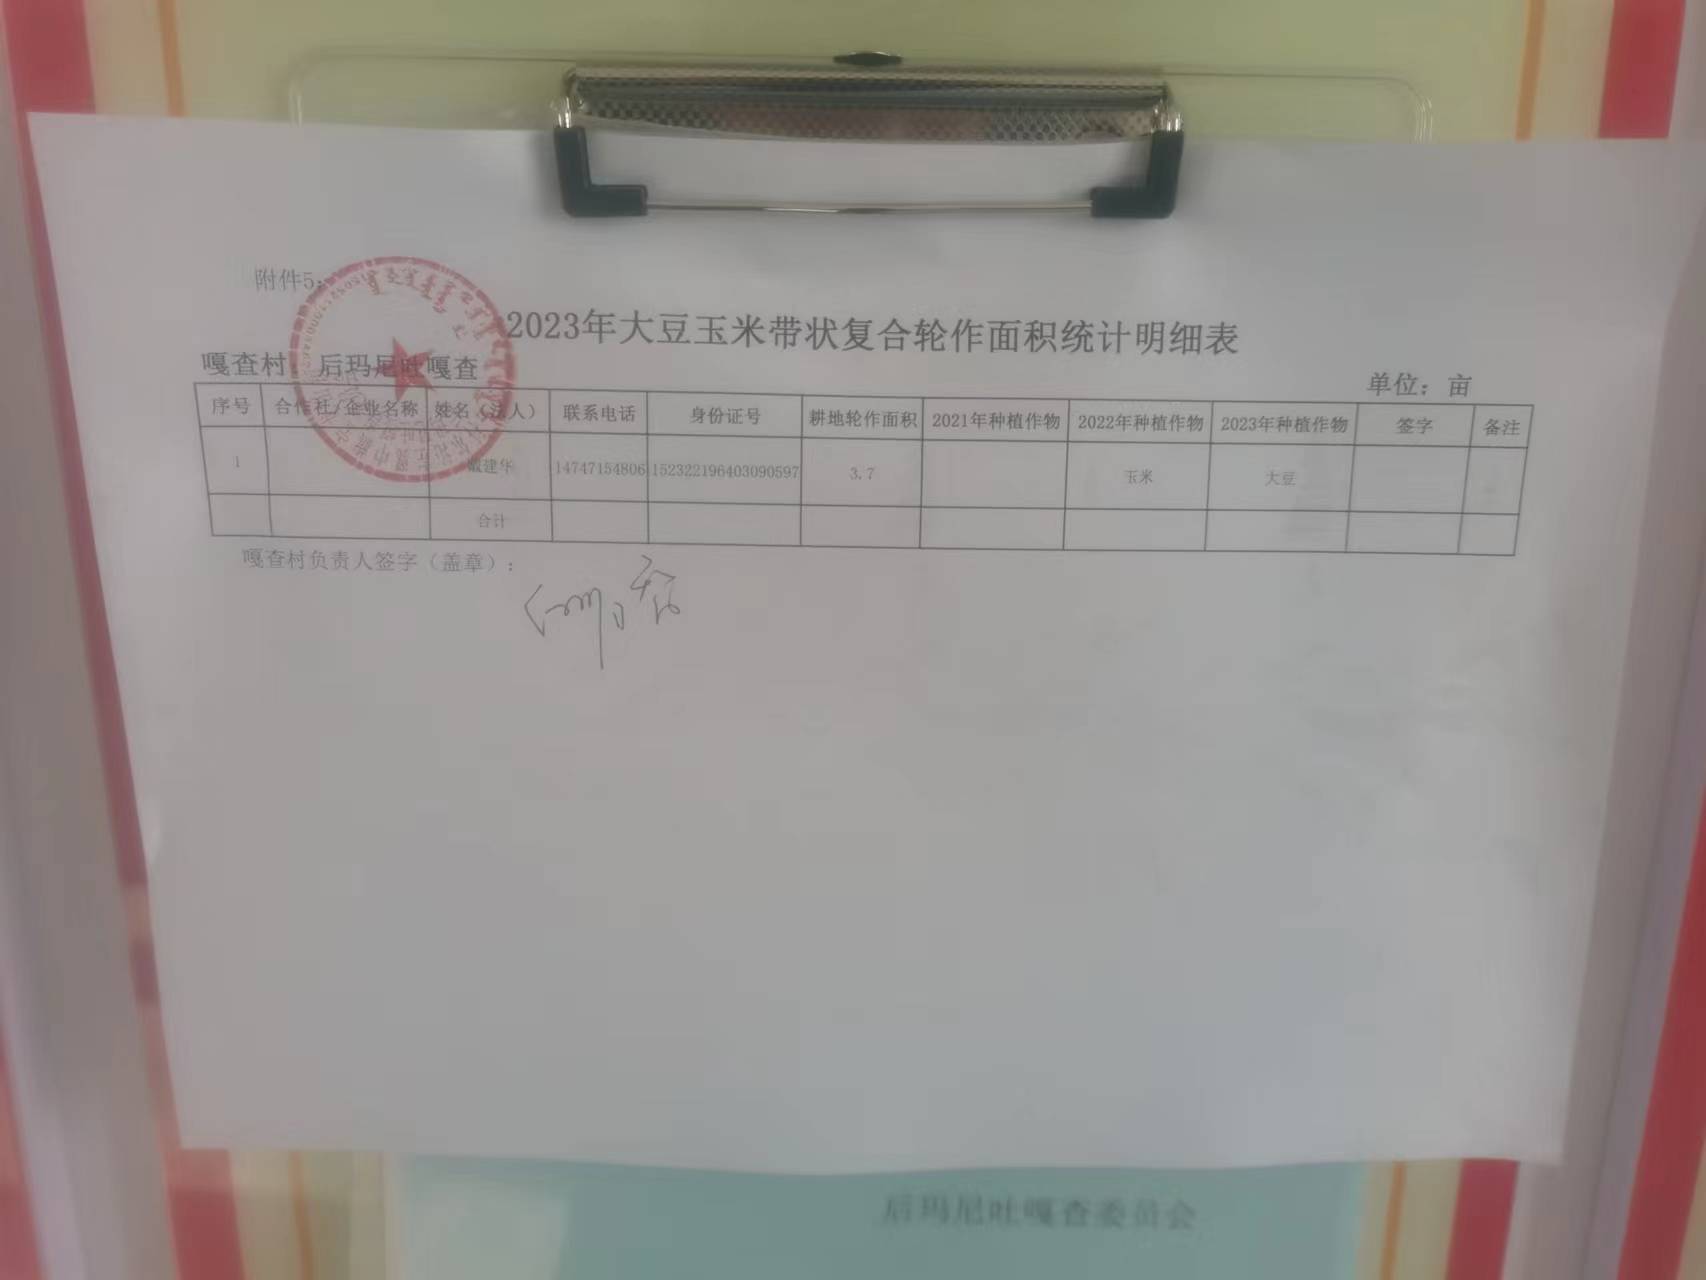 附件5:
2023年大豆玉米带状复合轮作面积统计明细表
嘎查村 后玛尼吐嘎查 单位：亩
序号 合作社/企业名称 姓名（法人） 联系电话 身份证号 耕地轮作面积 2021年种植作物 2022年种植作物 2023年种植作物 签字 备注
1 建华 14747154806 152322196403090597 3.7 玉米 大豆
合计
嘎查村负责人签字（盖章）：
后玛尼吐嘎查委员会